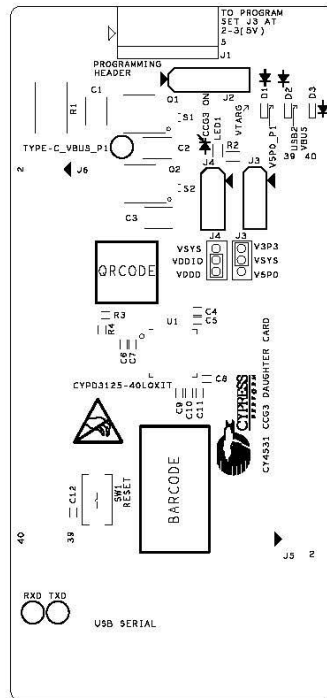 TO PROGRAM
SET J3 AT
2-3(5V)
5
J1
PROGRAMMING
HEADER
J2
R1
C1
Q1
S1
CCG3 ON
LED1
R2
VTARG
D1
V5P0_P1
D2
USB2
VBUS
D3
39 40
TYPE-C_VBUS_P1
C2
Q2
S2
C3
2
J6
J4
J3
J4
J3
VSYS
VDDIO
VDDD
V3P3
VSYS
V5P0
QRCODE
R3
R4
U1
C4
C5
C6
C7
CYPD3125-40LQXIT
C8
C9
C10
C11
CYPRESS
PERFORM
CY4531 CCG3 DAUGHTER CARD
BARCODE
C12
SW1
RESET
40
39
J5
2
RXD TXD
USB SERIAL